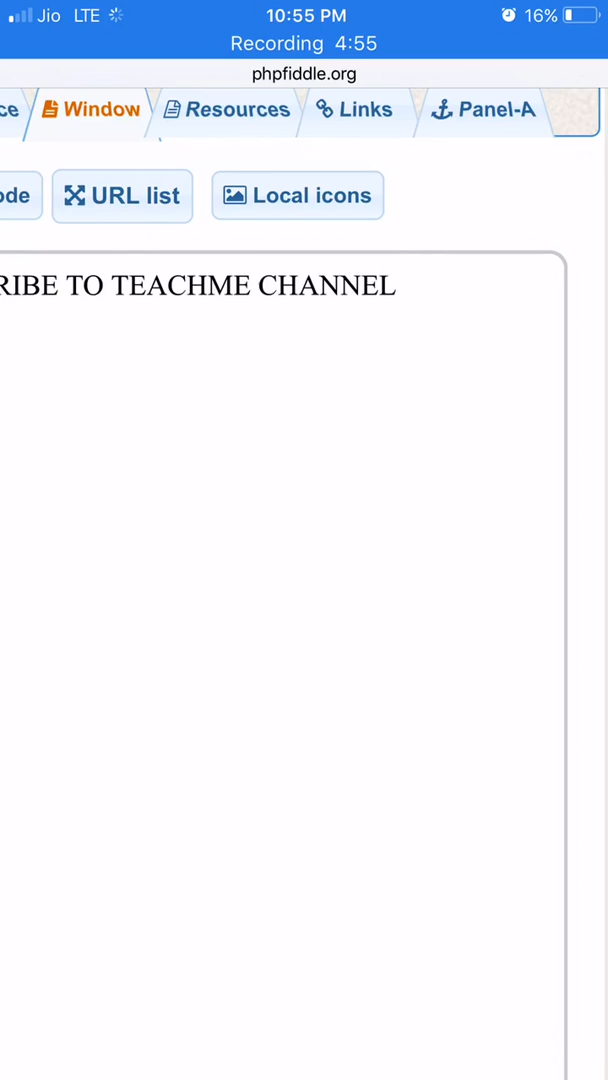 Jio LTE 10:55 PM 16%
Recording 4:55
phpfiddle.org
ce Window Resources Links Panel-A
ode URL list Local icons
RIBE TO TEACHME CHANNEL